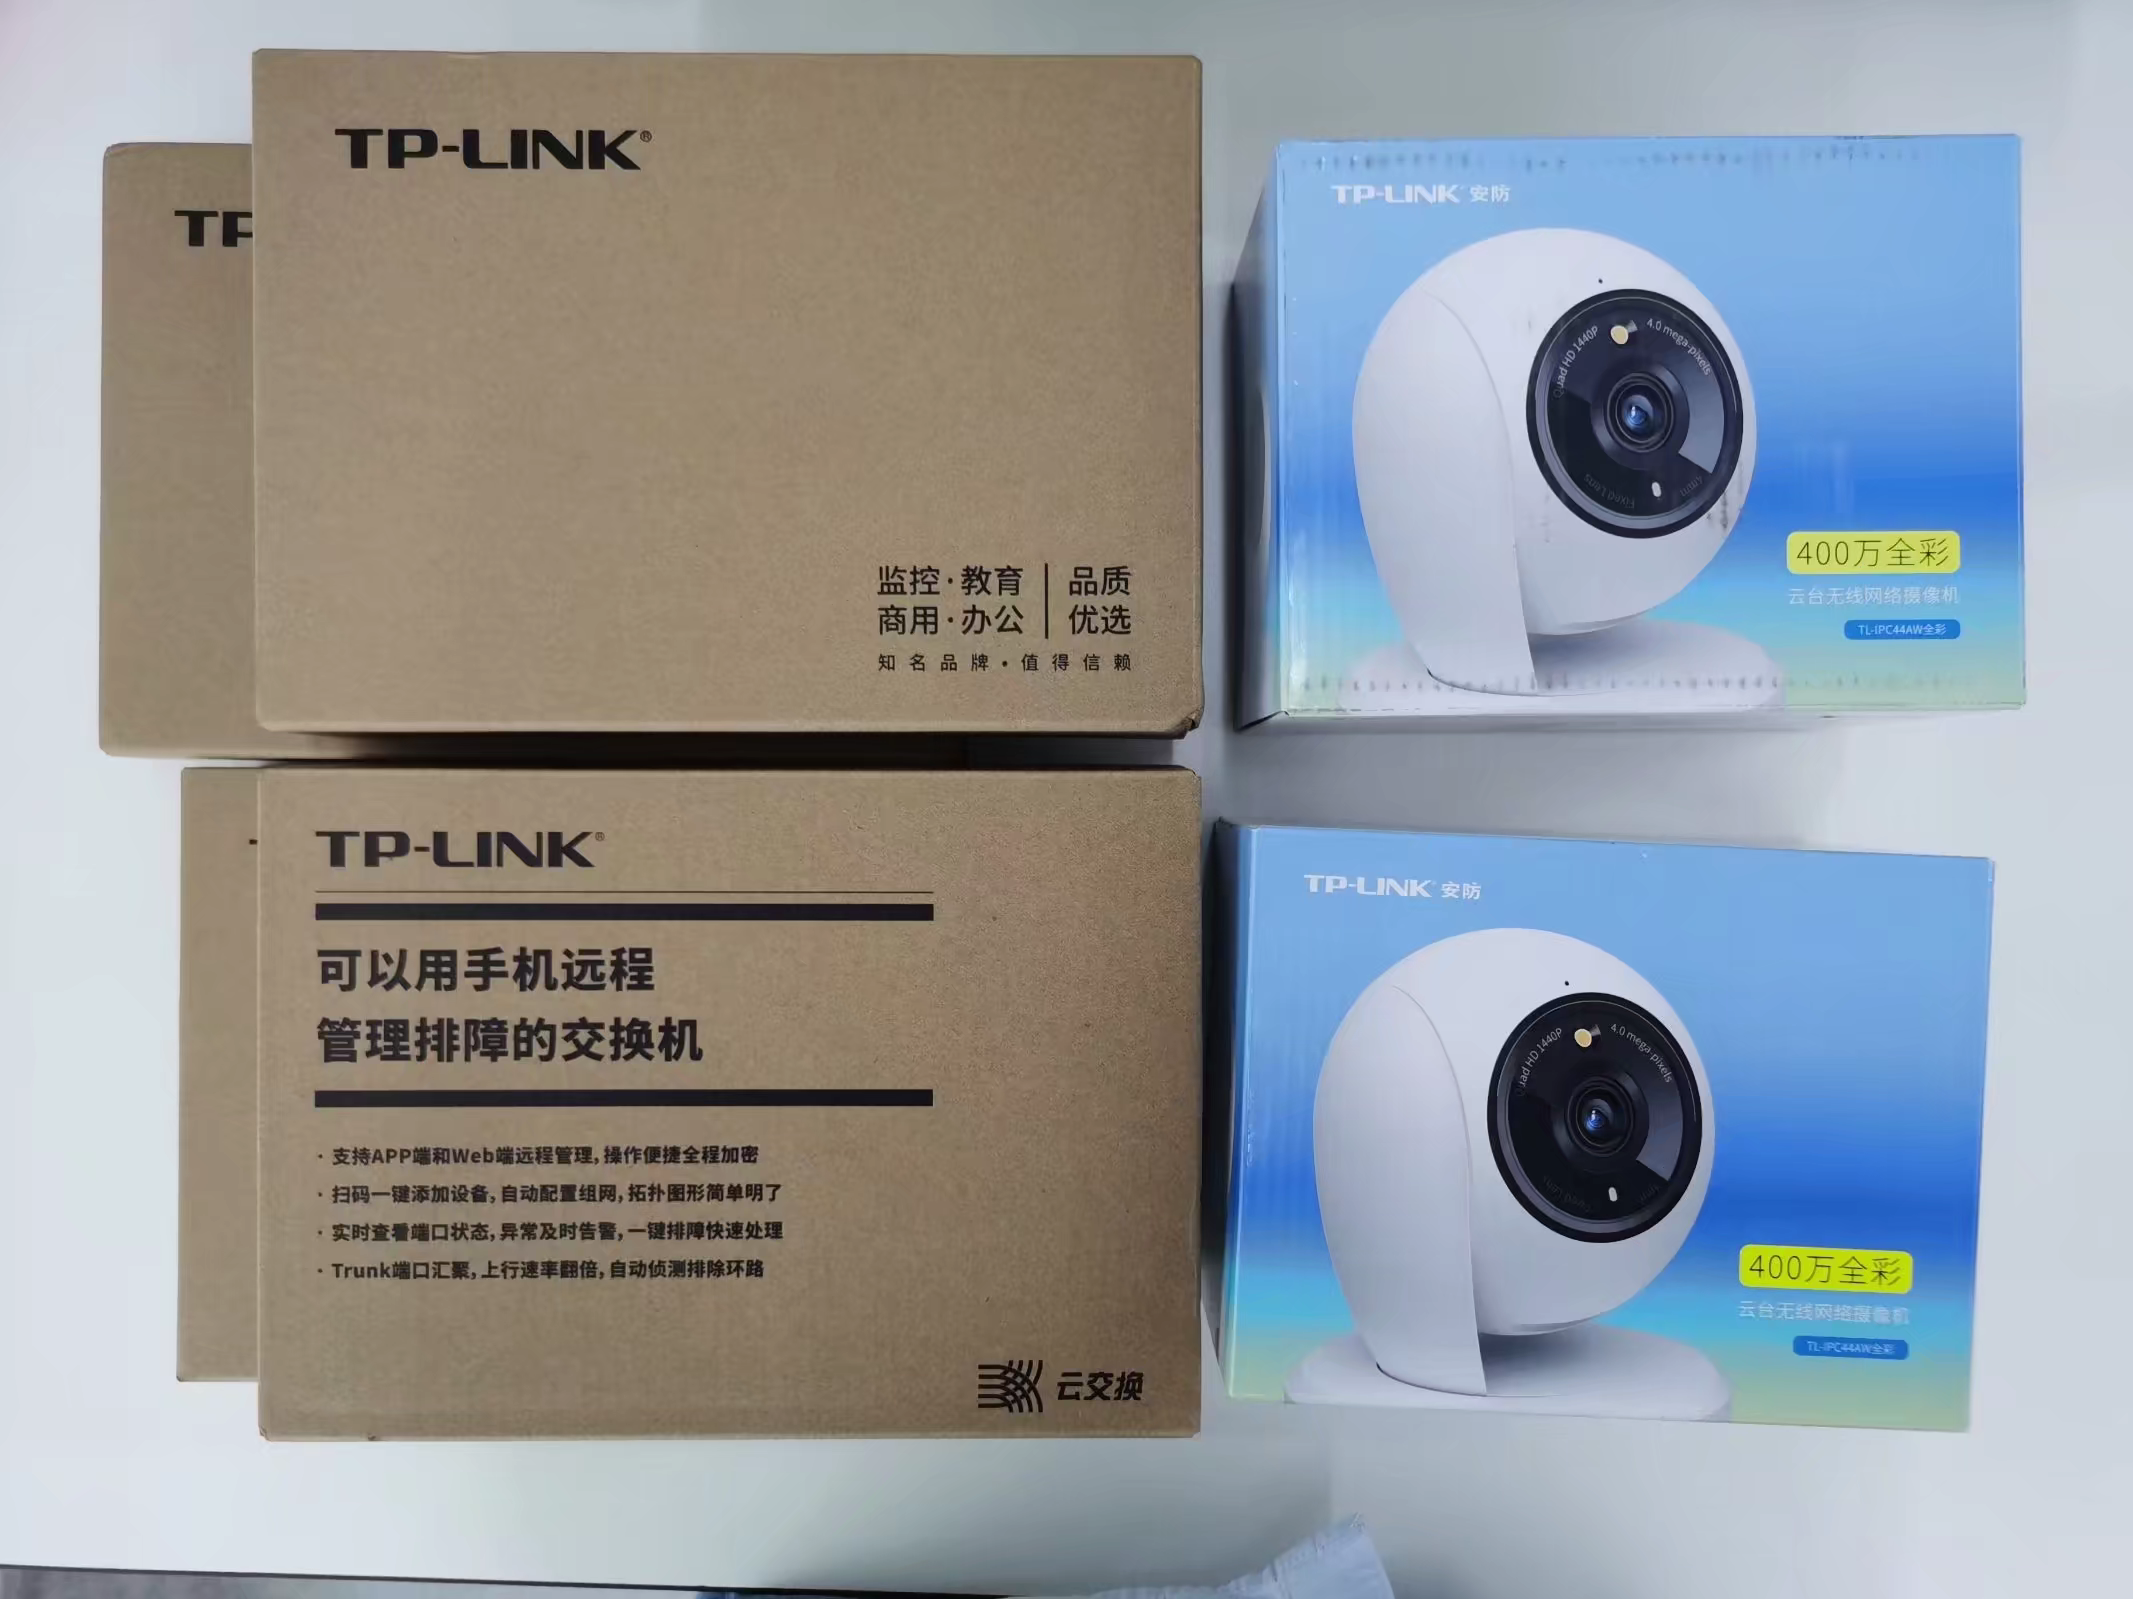 TP-LINK®
监控·教育 | 品质
商用·办公 | 优选
知名品牌·值得信赖
TP
TP-LINK®
可以用手机远程
管理排障的交换机
· 支持APP端和Web端远程管理,操作便捷全程加密
· 扫码一键添加设备,自动配置组网,拓扑图形简单明了
· 实时查看端口状态,异常及时告警,一键排障快速处理
· Trunk端口汇聚,上行速率翻倍,自动侦测排除环路
云交换
TP-LINK 安防
Quad HD 1440P
4.0 mega-pixels
Fixed Lens
4mm
400万全彩
云台无线网络摄像机
TL-IPC44AW全彩
TP-LINK 安防
Quad HD 1440P
4.0 mega-pixels
Fixed Lens
4mm
400万全彩
云台无线网络摄像机
TL-IPC44AW全彩